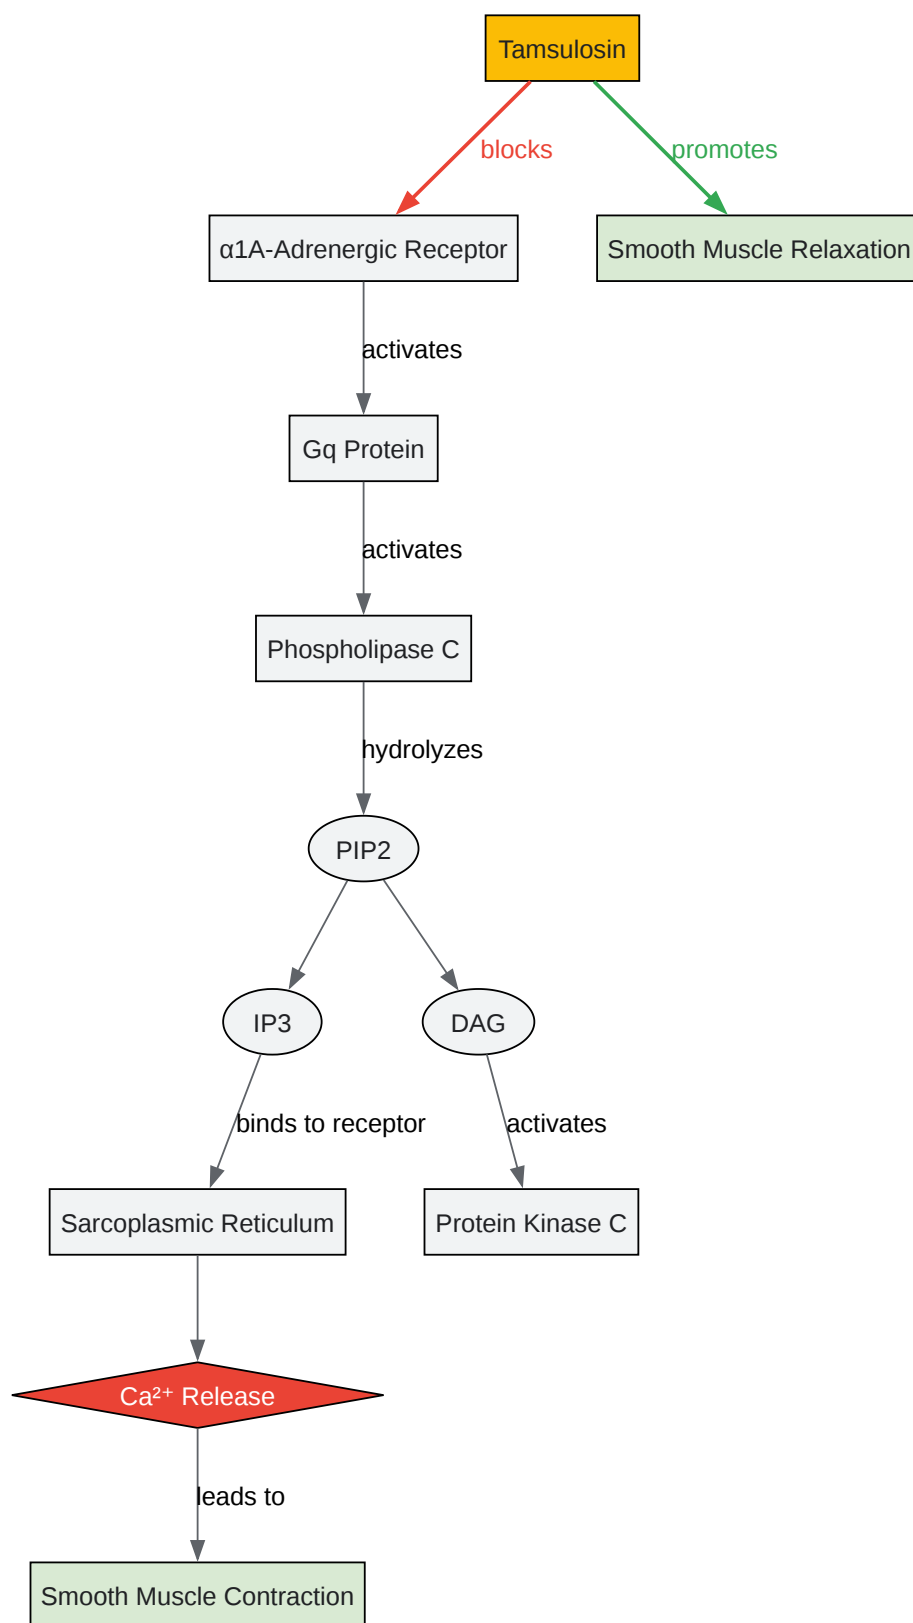 Tamsulosin
blocks
promotes
α1A-Adrenergic Receptor
Smooth Muscle Relaxation
activates
Gq Protein
activates
Phospholipase C
hydrolyzes
PIP2
IP3
DAG
binds to receptor
activates
Sarcoplasmic Reticulum
Protein Kinase C
Ca²⁺ Release
leads to
Smooth Muscle Contraction